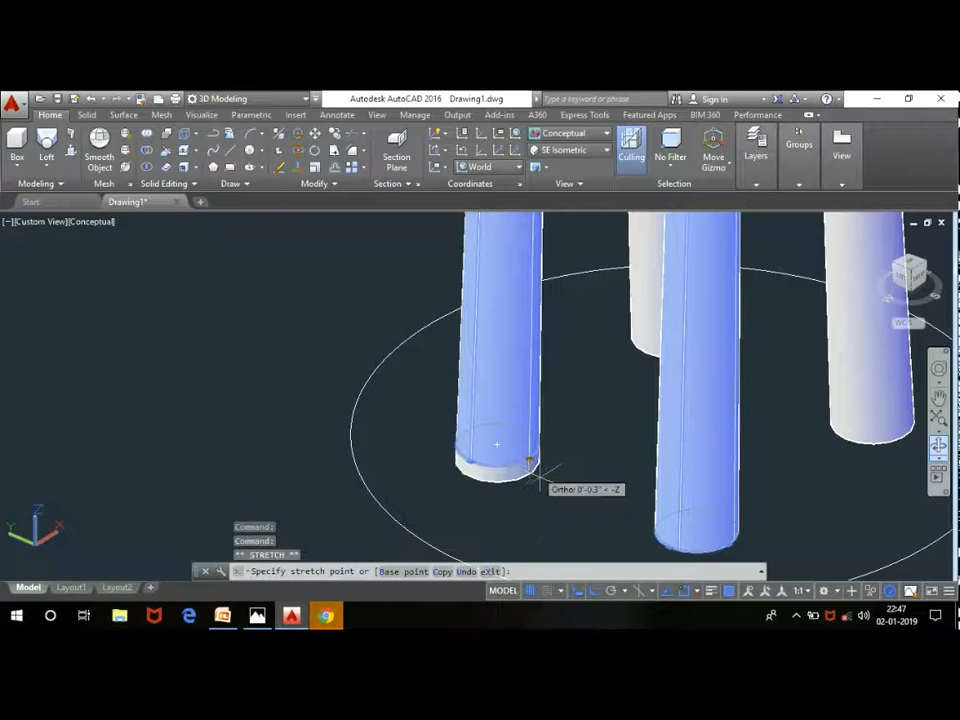 3D Modeling
Autodesk AutoCAD 2016 Drawing1.dwg
Type a keyword or phrase
Sign In
Home Solid Surface Mesh Visualize Parametric Insert Annotate View Manage Output Add-ins A360 Express Tools Featured Apps BIM 360 Performance
Box Loft Smooth Object Section Plane Conceptual SE Isometric World Culling No Filter Move Gizmo Layers Groups View
Modeling Mesh Solid Editing Draw Modify Section Coordinates View Selection
Start Drawing1* +
[−][Custom View][Conceptual]
WCS
Ortho: 0'-0.3" < -Z
Z
Y X
Command:
Command:
** STRETCH **
Specify stretch point or [Base point Copy Undo eXit]:
Model Layout1 Layout2 +
MODEL 1:1
22:47
02-01-2019